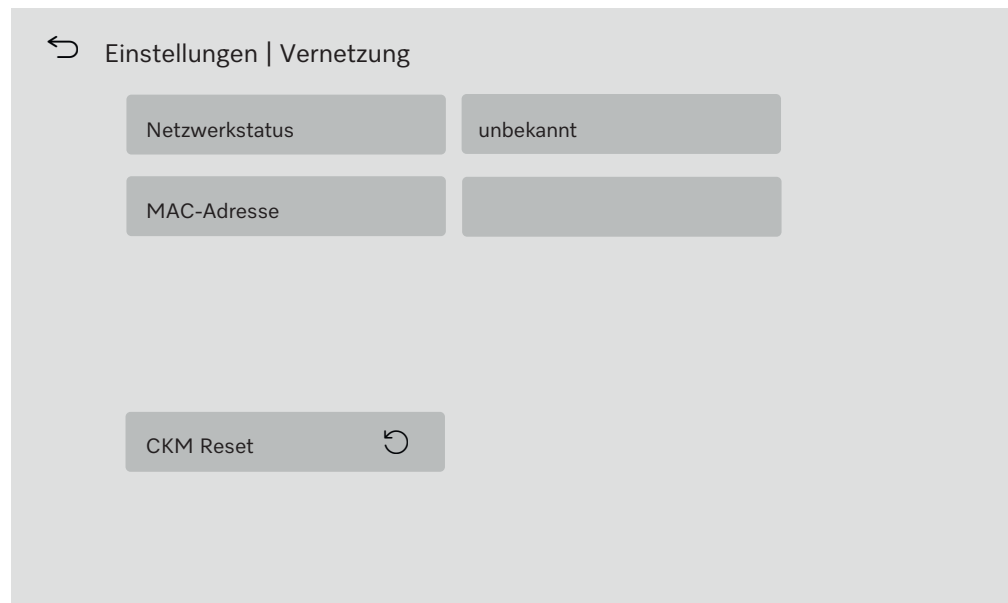 Einstellungen | Vernetzung
Netzwerkstatus unbekannt
MAC-Adresse
CKM Reset